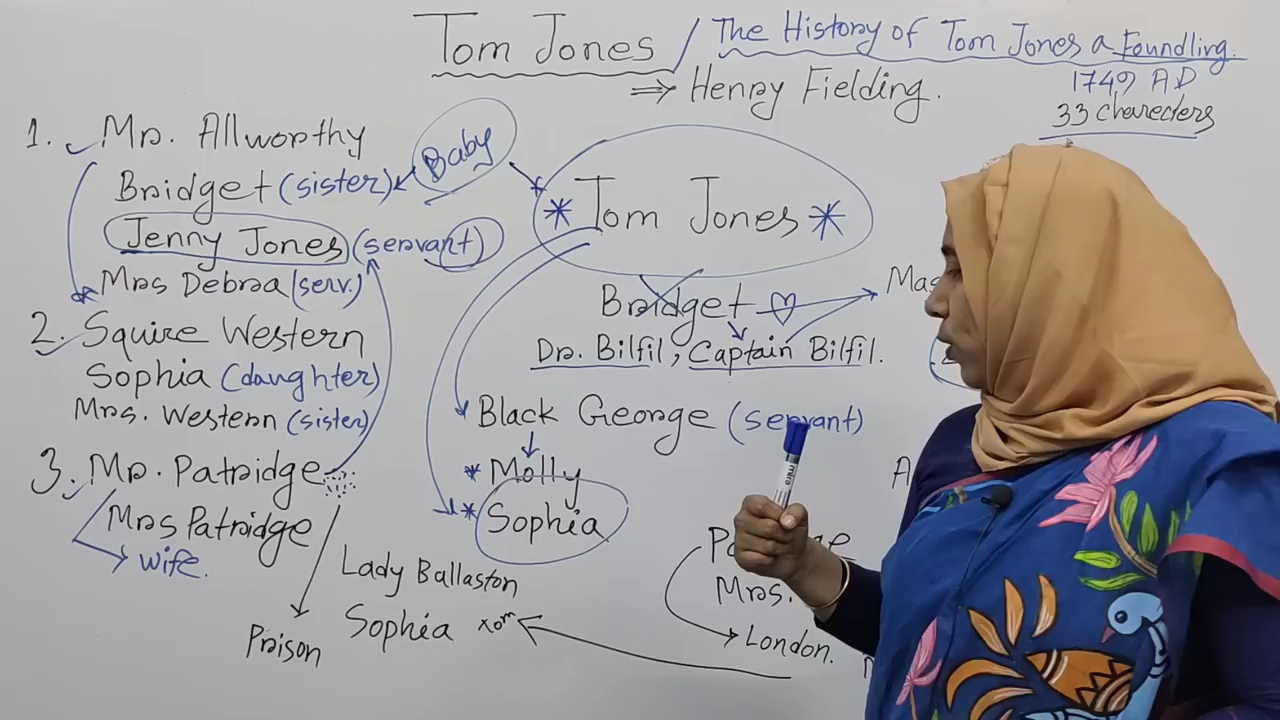 Tom Jones / The History of Tom Jones a Foundling.
⇒ Henry Fielding.
1749 AD
33 charecters
1. Mr. Allworthy
Bridget (sister)
Baby
Jenny Jones (servant)
Mrs Debra (serv.)
2. Squire Western
Sophia (daughter)
Mrs. Western (sister)
3. Mr. Patridge
Mrs Patridge
wife.
Prison
* Tom Jones *
Bridget
Dr. Bilfil, Captain Bilfil.
Black George (servant)
* Molly
* Sophia
Lady Ballaston
Sophia
Mrs.
London.